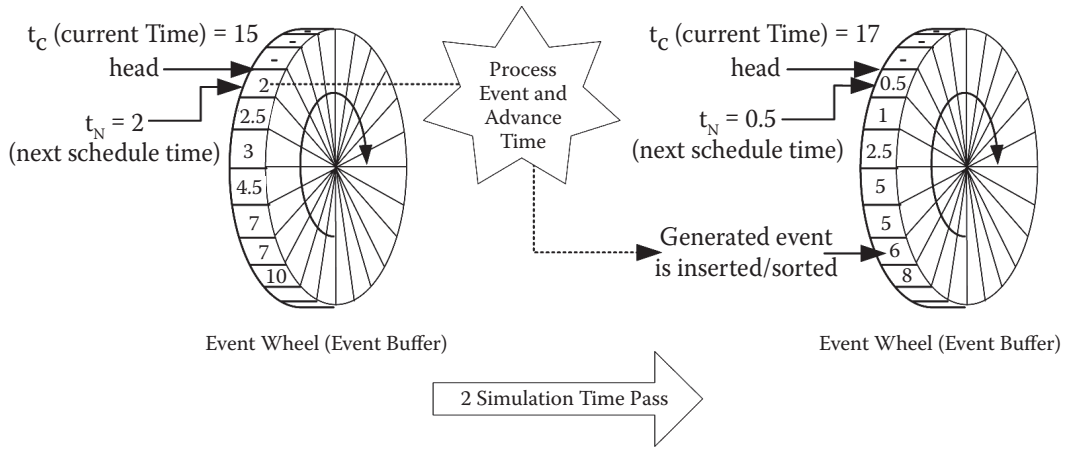 t_C (current Time) = 15
head
t_N = 2
(next schedule time)
-
-
-
2
2.5
3
4.5
7
7
10
Event Wheel (Event Buffer)
Process
Event and
Advance
Time
t_C (current Time) = 17
head
t_N = 0.5
(next schedule time)
-
-
-
0.5
1
2.5
5
5
6
8
Generated event
is inserted/sorted
Event Wheel (Event Buffer)
2 Simulation Time Pass